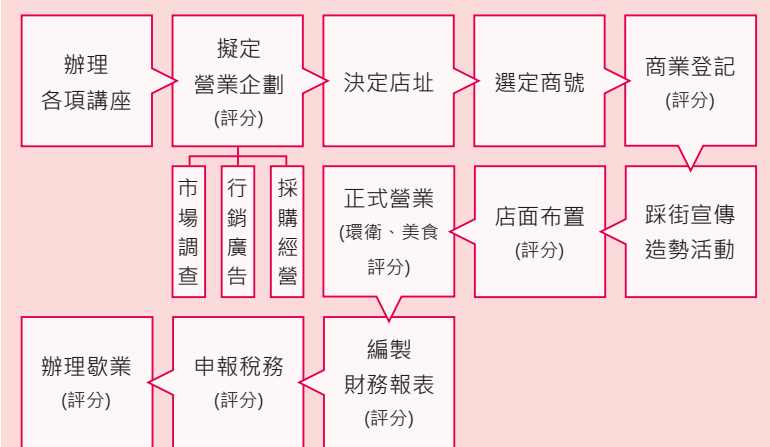 辦理
各項講座
擬定
營業企劃
(評分)
決定店址
選定商號
商業登記
(評分)
市場調查
行銷廣告
採購經營
正式營業
(環衛、美食
評分)
店面布置
(評分)
踩街宣傳
造勢活動
辦理歇業
(評分)
申報稅務
(評分)
編製
財務報表
(評分)